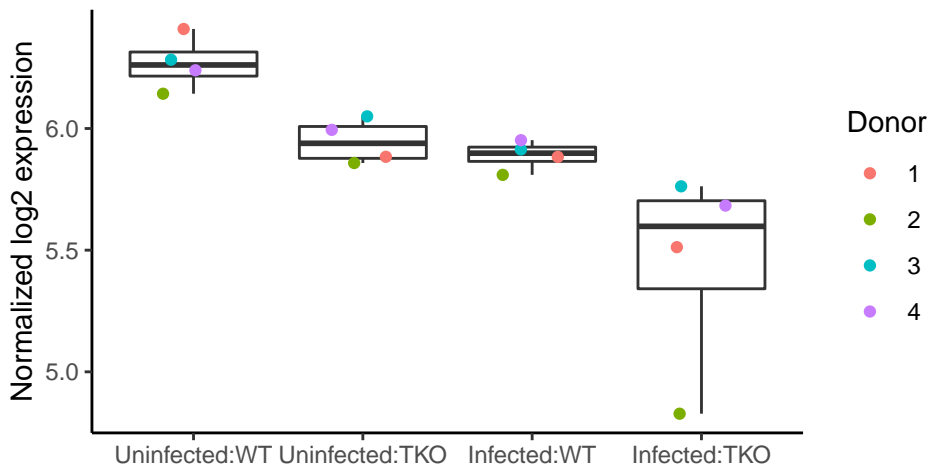 Normalized log2 expression
6.0
5.5
5.0
Uninfected:WT Uninfected:TKO Infected:WT Infected:TKO
Donor
1
2
3
4